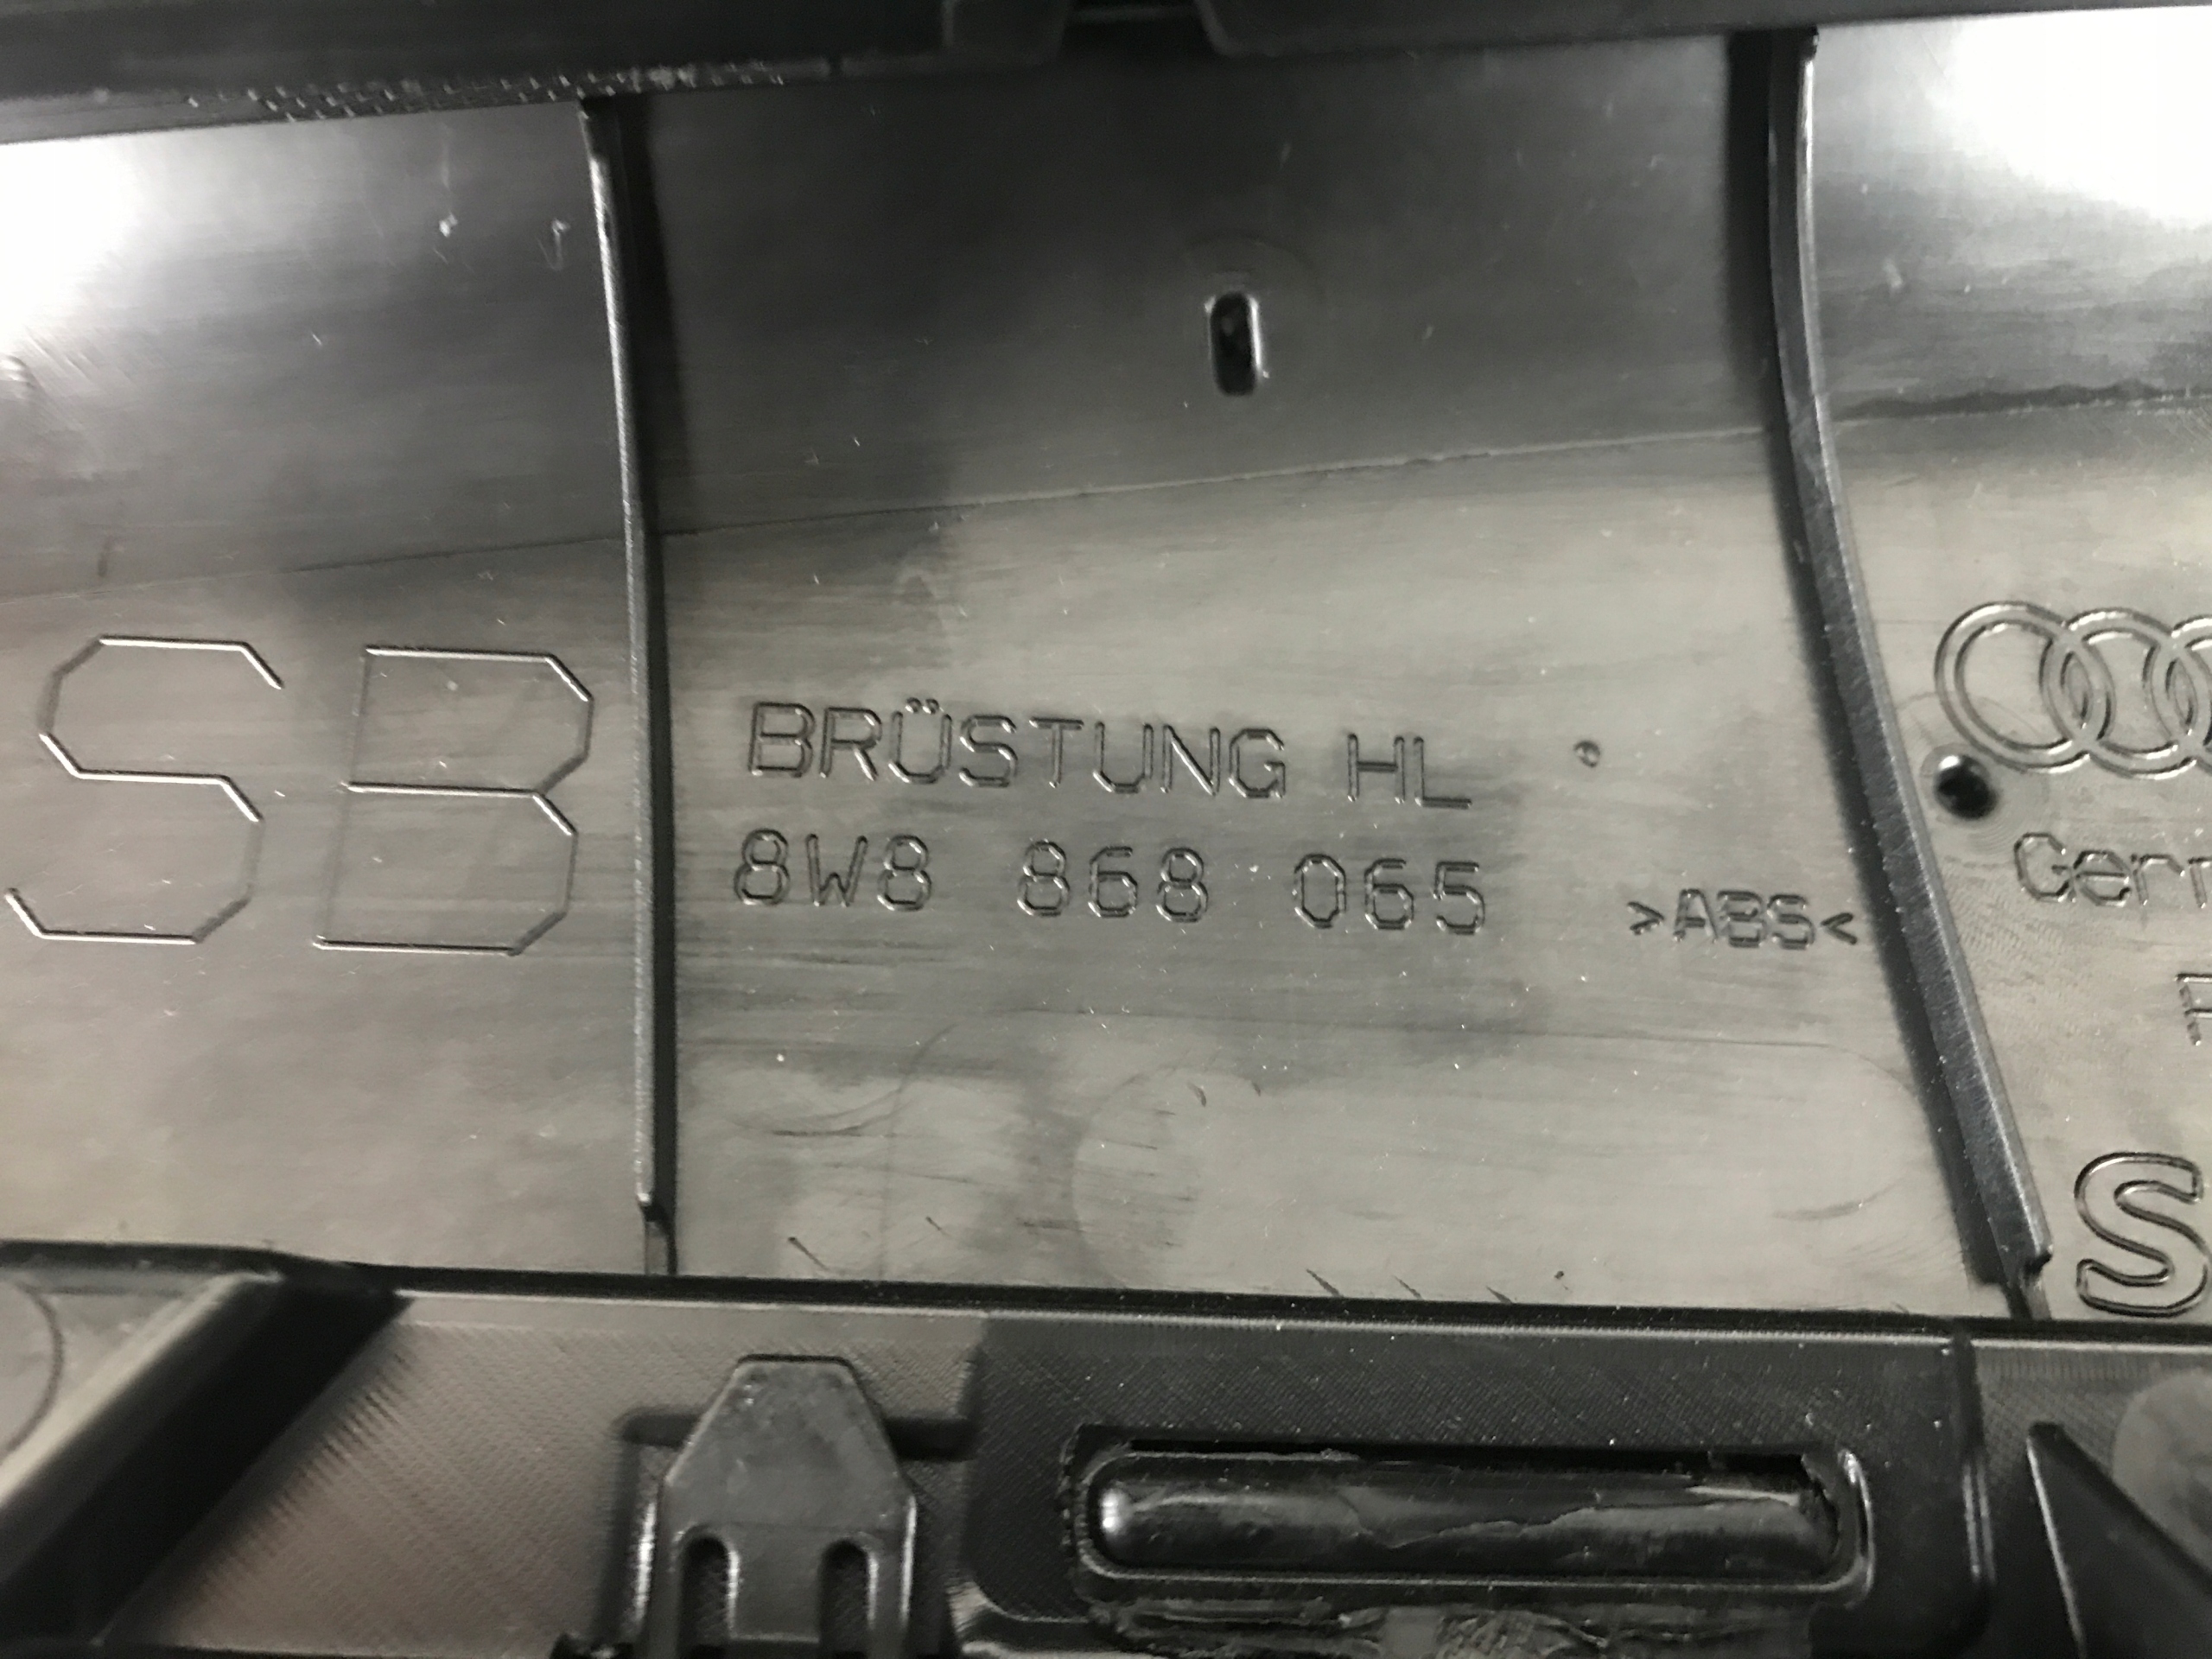 SB
BRÜSTUNG HL
8W8 868 065
>ABS<